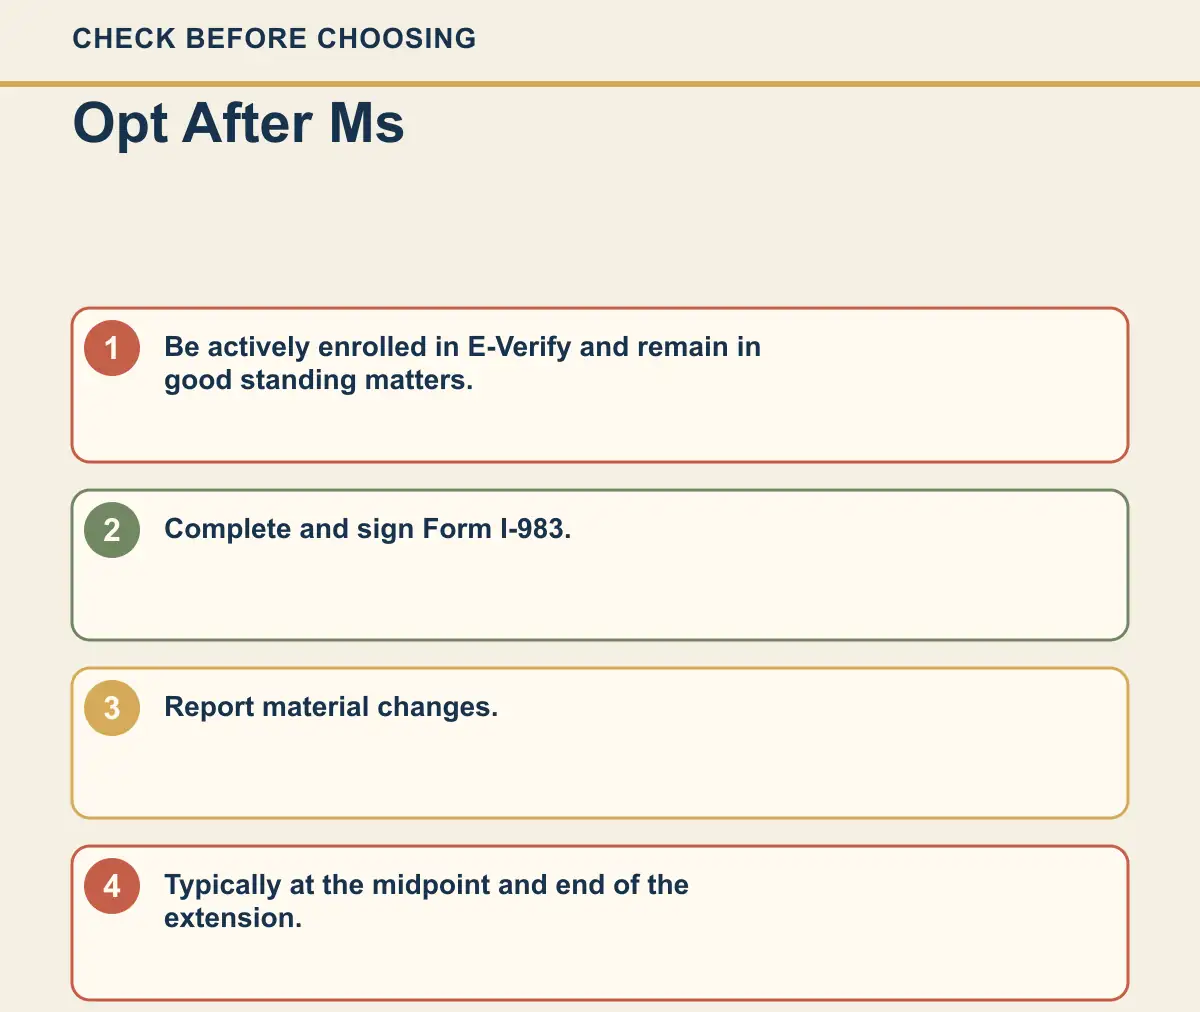 CHECK BEFORE CHOOSING
Opt After Ms
1
Be actively enrolled in E-Verify and remain in
good standing matters.
2
Complete and sign Form I-983.
3
Report material changes.
4
Typically at the midpoint and end of the
extension.